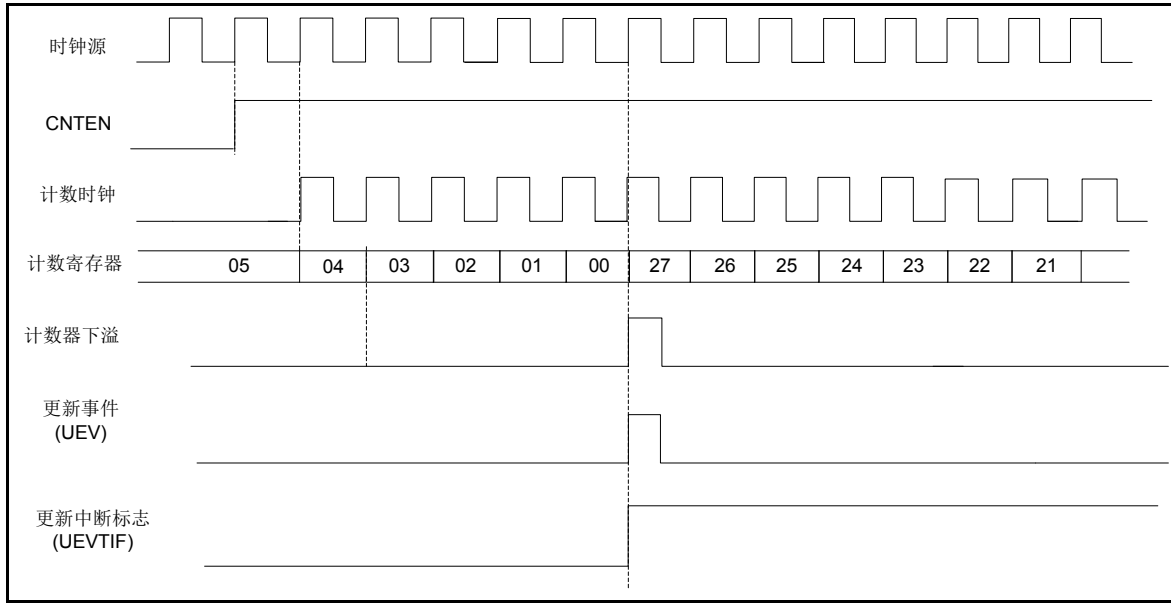 时钟源
CNTEN
计数时钟
计数寄存器 05 04 03 02 01 00 27 26 25 24 23 22 21
计数器下溢
更新事件
(UEV)
更新中断标志
(UEVTIF)